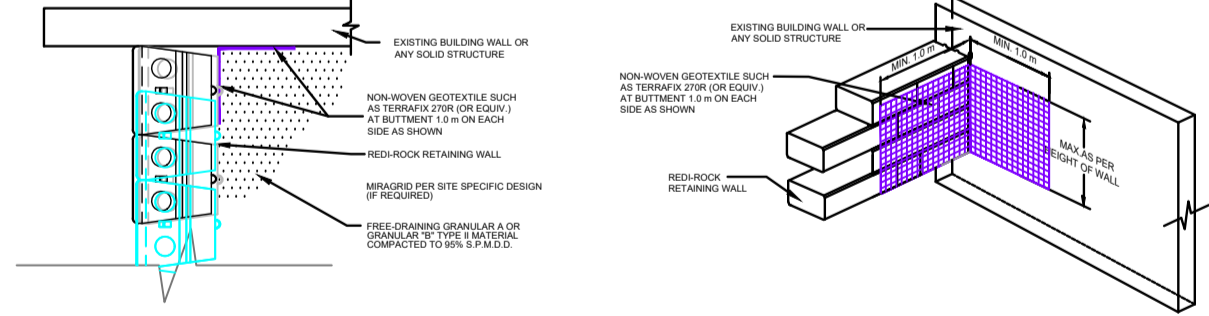 EXISTING BUILDING WALL OR
ANY SOLID STRUCTURE
NON-WOVEN GEOTEXTILE SUCH
AS TERRAFIX 270R (OR EQUIV.)
AT BUTTMENT 1.0 m ON EACH
SIDE AS SHOWN
REDI-ROCK RETAINING WALL
MIRAGRID PER SITE SPECIFIC DESIGN
(IF REQUIRED)
FREE-DRAINING GRANULAR A OR
GRANULAR "B" TYPE II MATERIAL
COMPACTED TO 95% S.P.M.D.D.
EXISTING BUILDING WALL OR
ANY SOLID STRUCTURE
MIN. 1.0 m
MIN. 1.0 m
NON-WOVEN GEOTEXTILE SUCH
AS TERRAFIX 270R (OR EQUIV.)
AT BUTTMENT 1.0 m ON EACH
SIDE AS SHOWN
MAX.AS PER
HEIGHT OF WALL
REDI-ROCK
RETAINING WALL